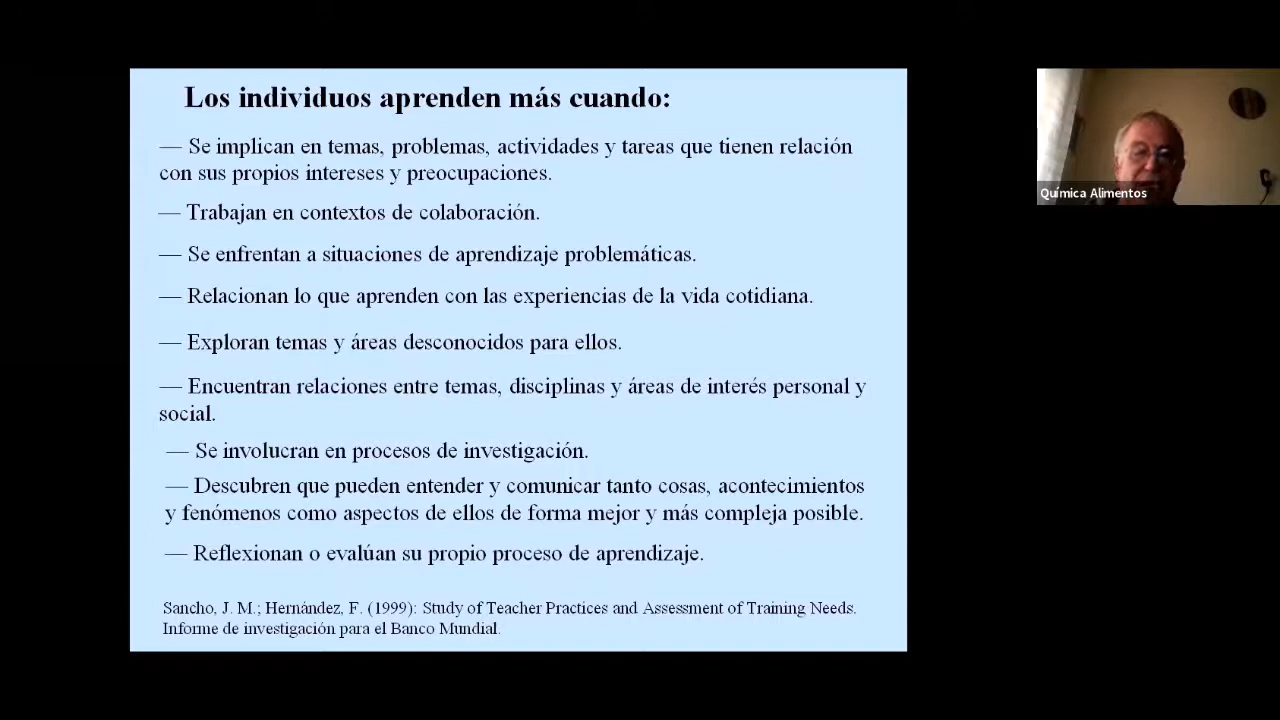 Los individuos aprenden más cuando:
— Se implican en temas, problemas, actividades y tareas que tienen relación
con sus propios intereses y preocupaciones.
— Trabajan en contextos de colaboración.
— Se enfrentan a situaciones de aprendizaje problemáticas.
— Relacionan lo que aprenden con las experiencias de la vida cotidiana.
— Exploran temas y áreas desconocidos para ellos.
— Encuentran relaciones entre temas, disciplinas y áreas de interés personal y
social.
— Se involucran en procesos de investigación.
— Descubren que pueden entender y comunicar tanto cosas, acontecimientos
y fenómenos como aspectos de ellos de forma mejor y más compleja posible.
— Reflexionan o evalúan su propio proceso de aprendizaje.
Sancho, J. M.; Hernández, F. (1999): Study of Teacher Practices and Assessment of Training Needs.
Informe de investigación para el Banco Mundial.
Química Alimentos